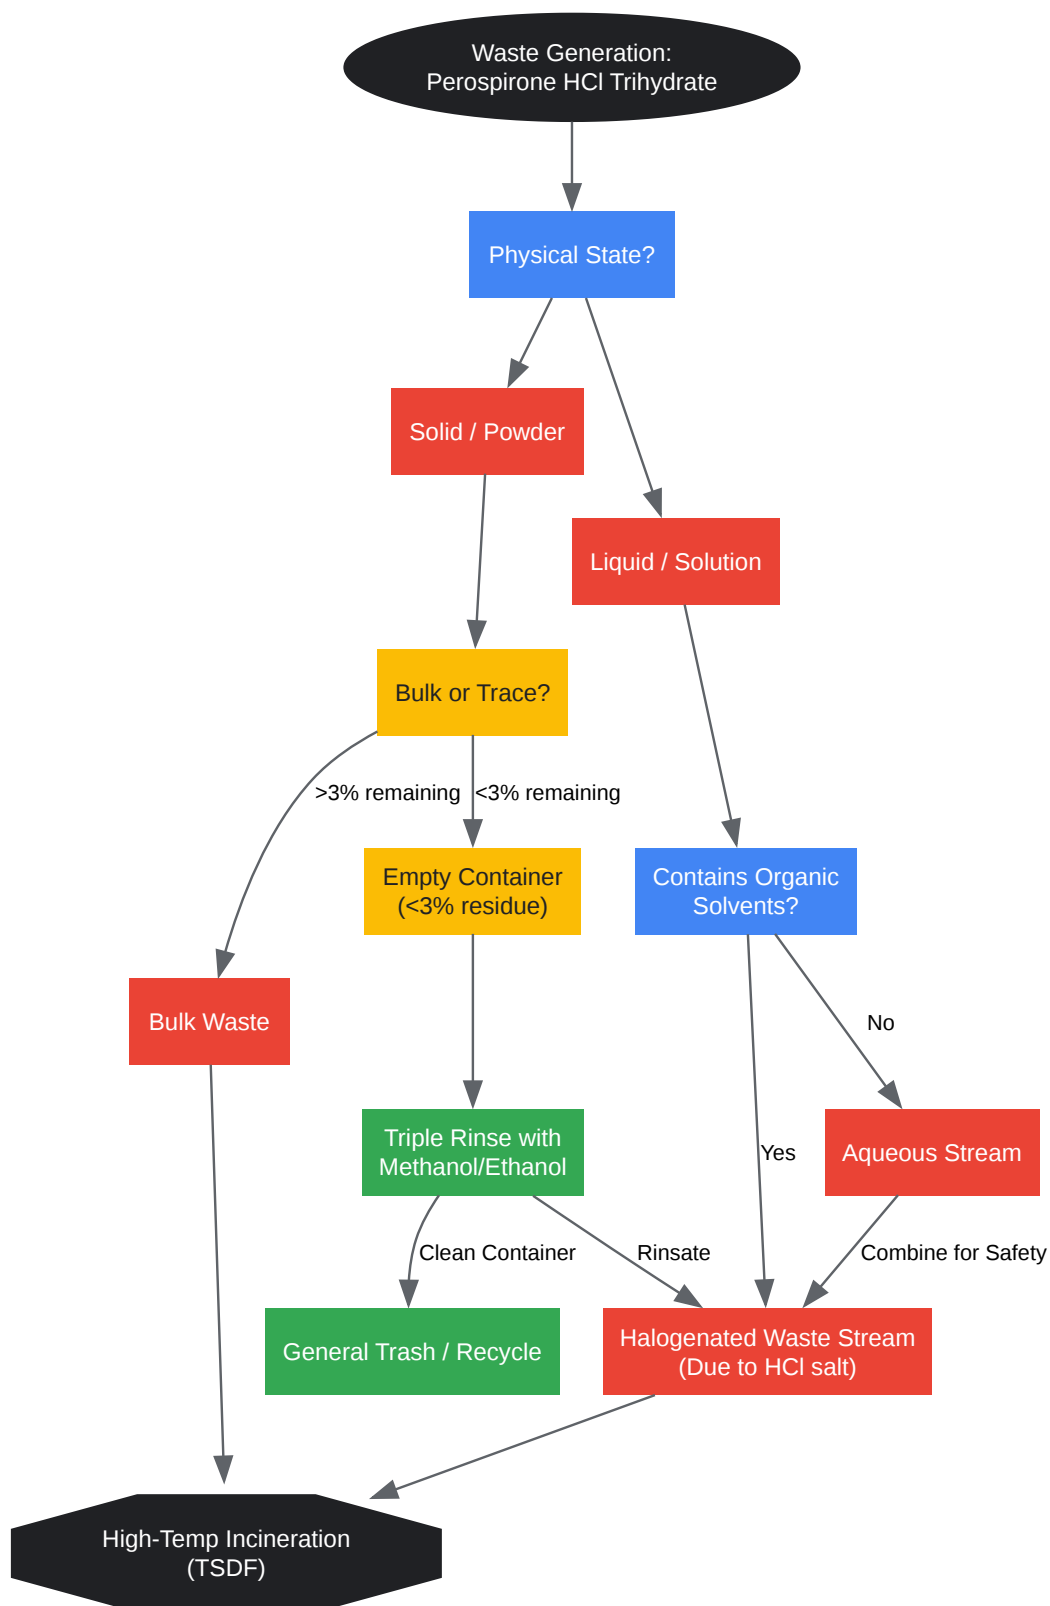 Waste Generation:
Perospirone HCl Trihydrate
Physical State?
Solid / Powder
Liquid / Solution
Bulk or Trace?
>3% remaining
<3% remaining
Empty Container
(<3% residue)
Contains Organic
Solvents?
Bulk Waste
No
Triple Rinse with
Methanol/Ethanol
Yes
Aqueous Stream
Clean Container
Rinsate
Combine for Safety
General Trash / Recycle
Halogenated Waste Stream
(Due to HCl salt)
High-Temp Incineration
(TSDF)